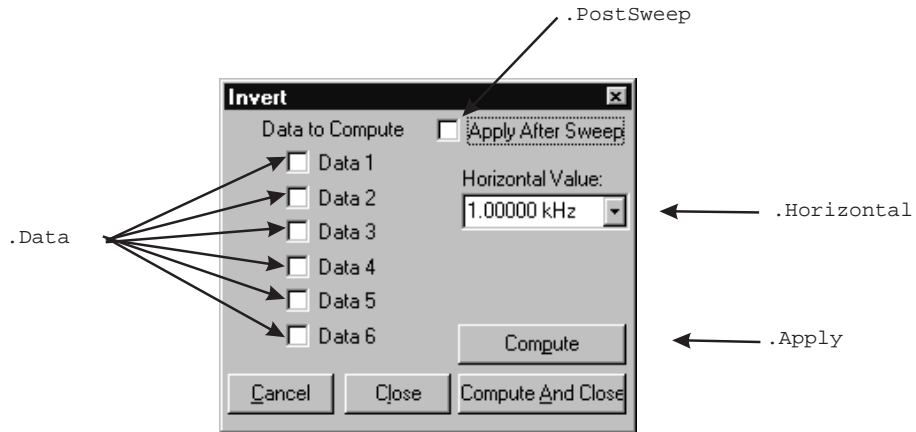 .PostSweep
Invert
Data to Compute
Apply After Sweep
Data 1
Data 2
Data 3
Data 4
Data 5
Data 6
Horizontal Value:
1.00000 kHz
.Horizontal
.Data
Compute
.Apply
Cancel
Close
Compute And Close